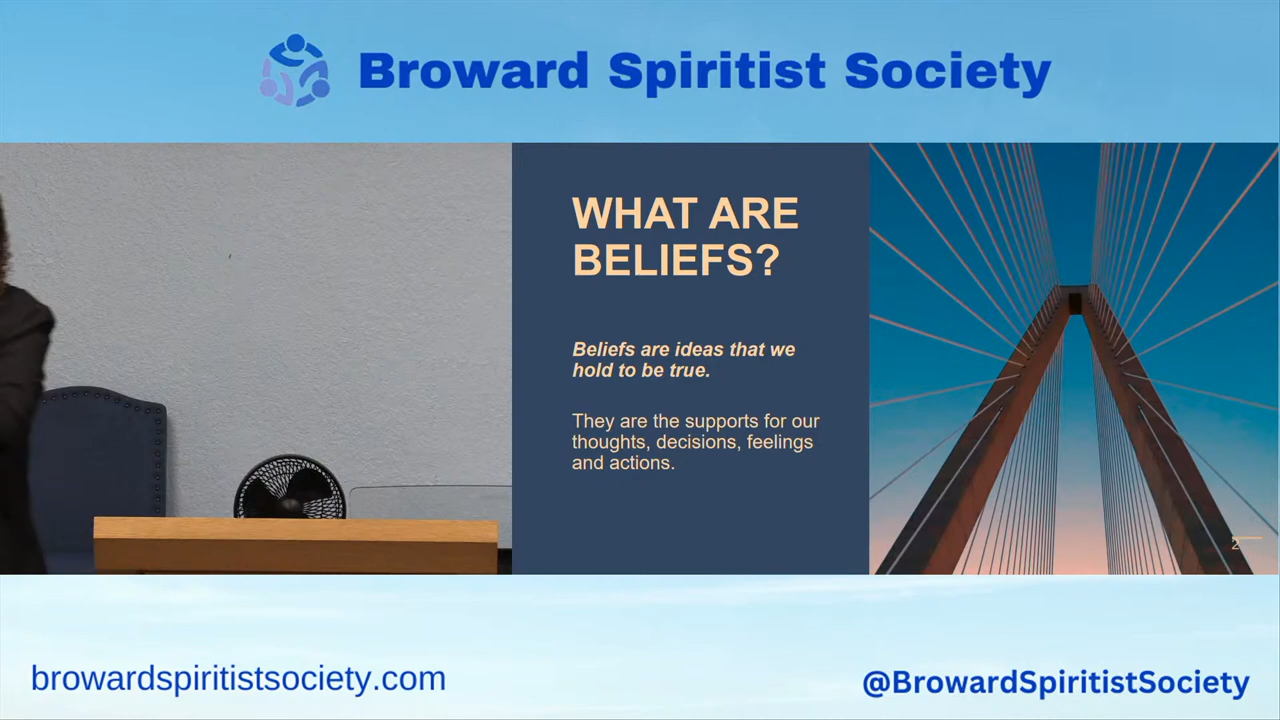 Broward Spiritist Society
WHAT ARE
BELIEFS?
Beliefs are ideas that we
hold to be true.
They are the supports for our
thoughts, decisions, feelings
and actions.
2
browardspiritistsociety.com
@BrowardSpiritistSociety